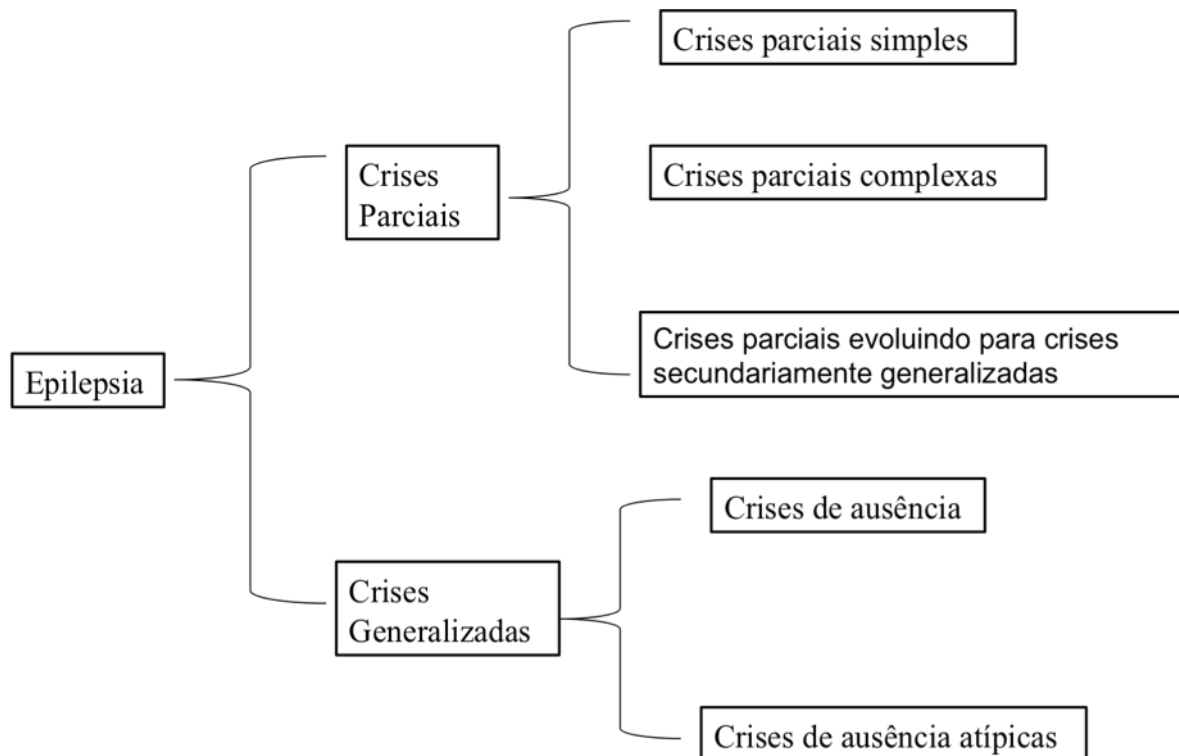 Crises parciais simples
Crises
Parciais
Crises parciais complexas
Crises parciais evoluindo para crises
secundariamente generalizadas
Epilepsia
Crises de ausência
Crises
Generalizadas
Crises de ausência atípicas